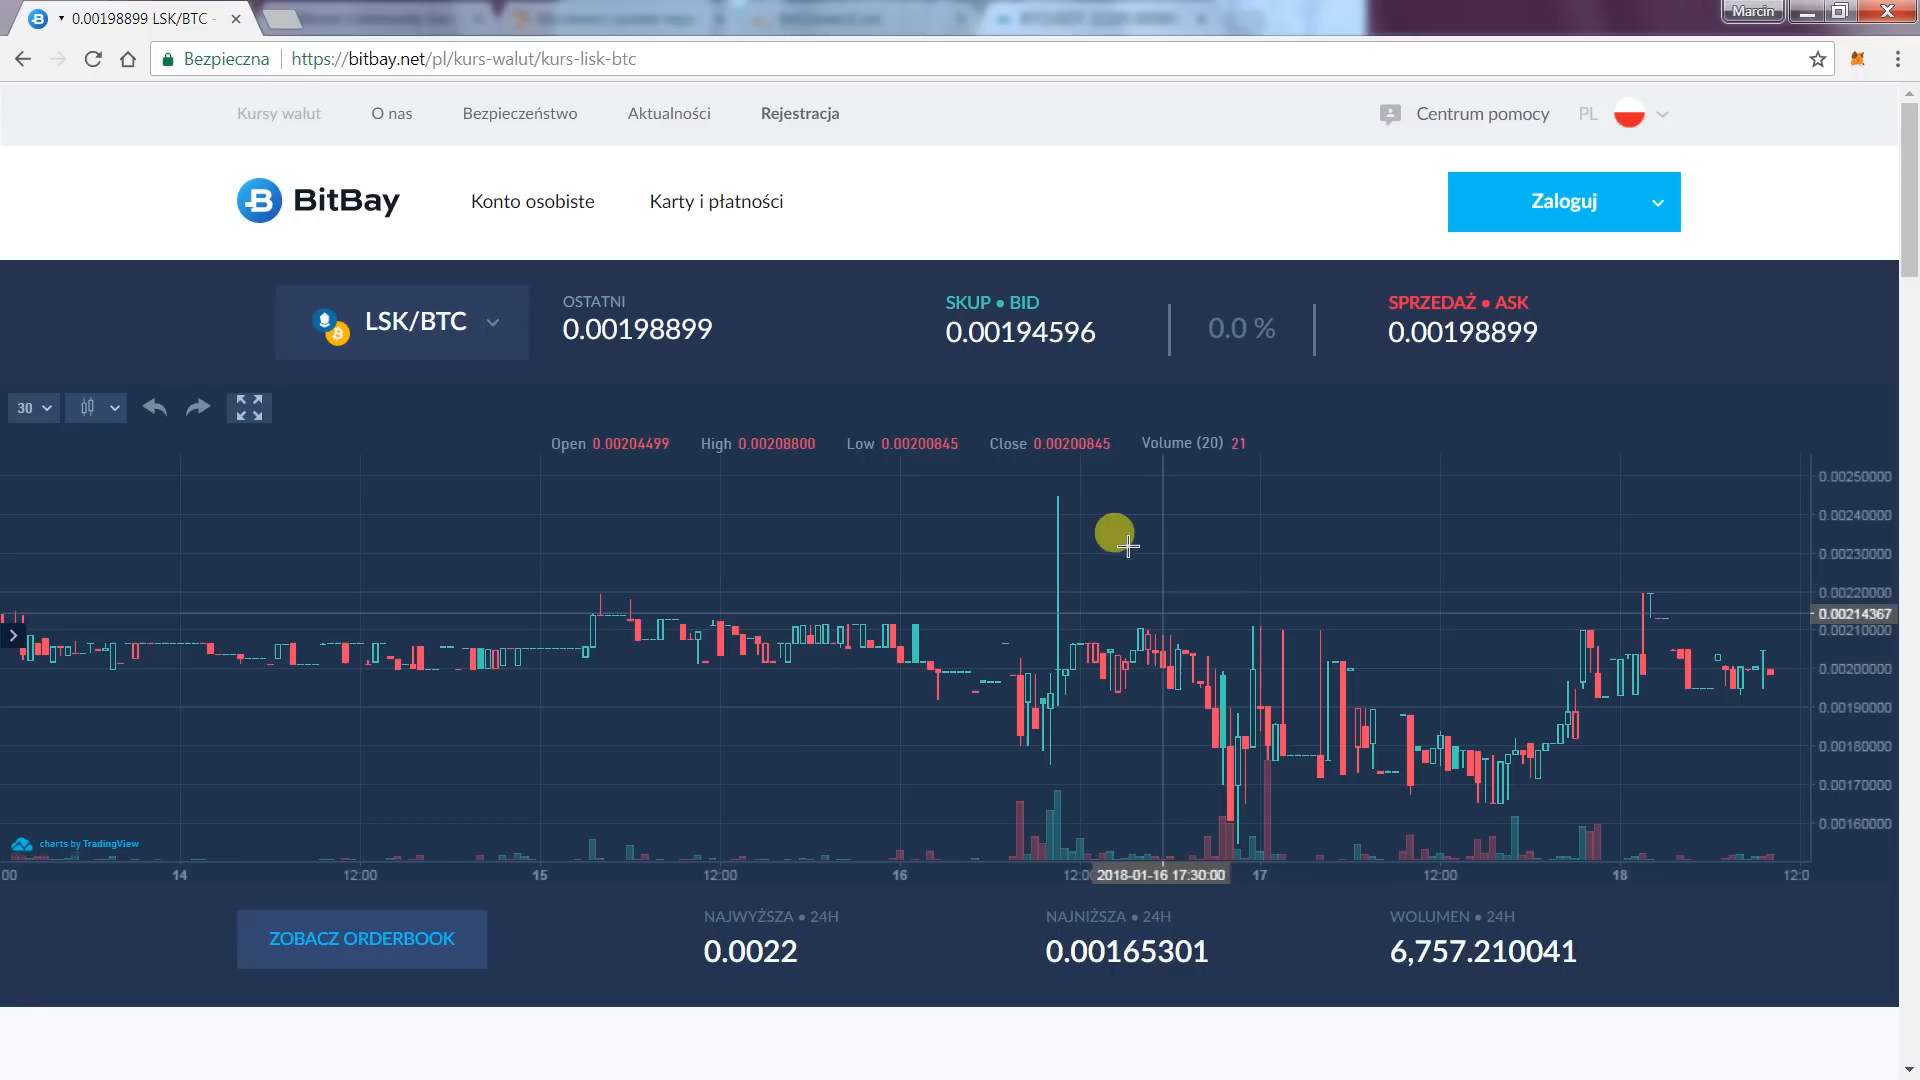 0.00198899 LSK/BTC -
Marcin
Bezpieczna https://bitbay.net/pl/kurs-walut/kurs-lisk-btc
Kursy walut O nas Bezpieczeństwo Aktualności Rejestracja Centrum pomocy PL
BitBay Konto osobiste Karty i płatności Zaloguj
LSK/BTC OSTATNI SKUP • BID SPRZEDAŻ • ASK
0.00198899 0.00194596 0.0 % 0.00198899
30
Open 0.00204499 High 0.00208800 Low 0.00200845 Close 0.00200845 Volume (20) 21
0.00250000
0.00240000
0.00230000
0.00220000
0.00214367
0.00210000
0.00200000
0.00190000
0.00180000
0.00170000
0.00160000
charts by TradingView
00 14 12:00 15 12:00 16 12:0 2018-01-16 17:30:00 17 12:00 18 12:0
ZOBACZ ORDERBOOK
NAJWYŻSZA • 24H NAJNIŻSZA • 24H WOLUMEN • 24H
0.0022 0.00165301 6,757.210041